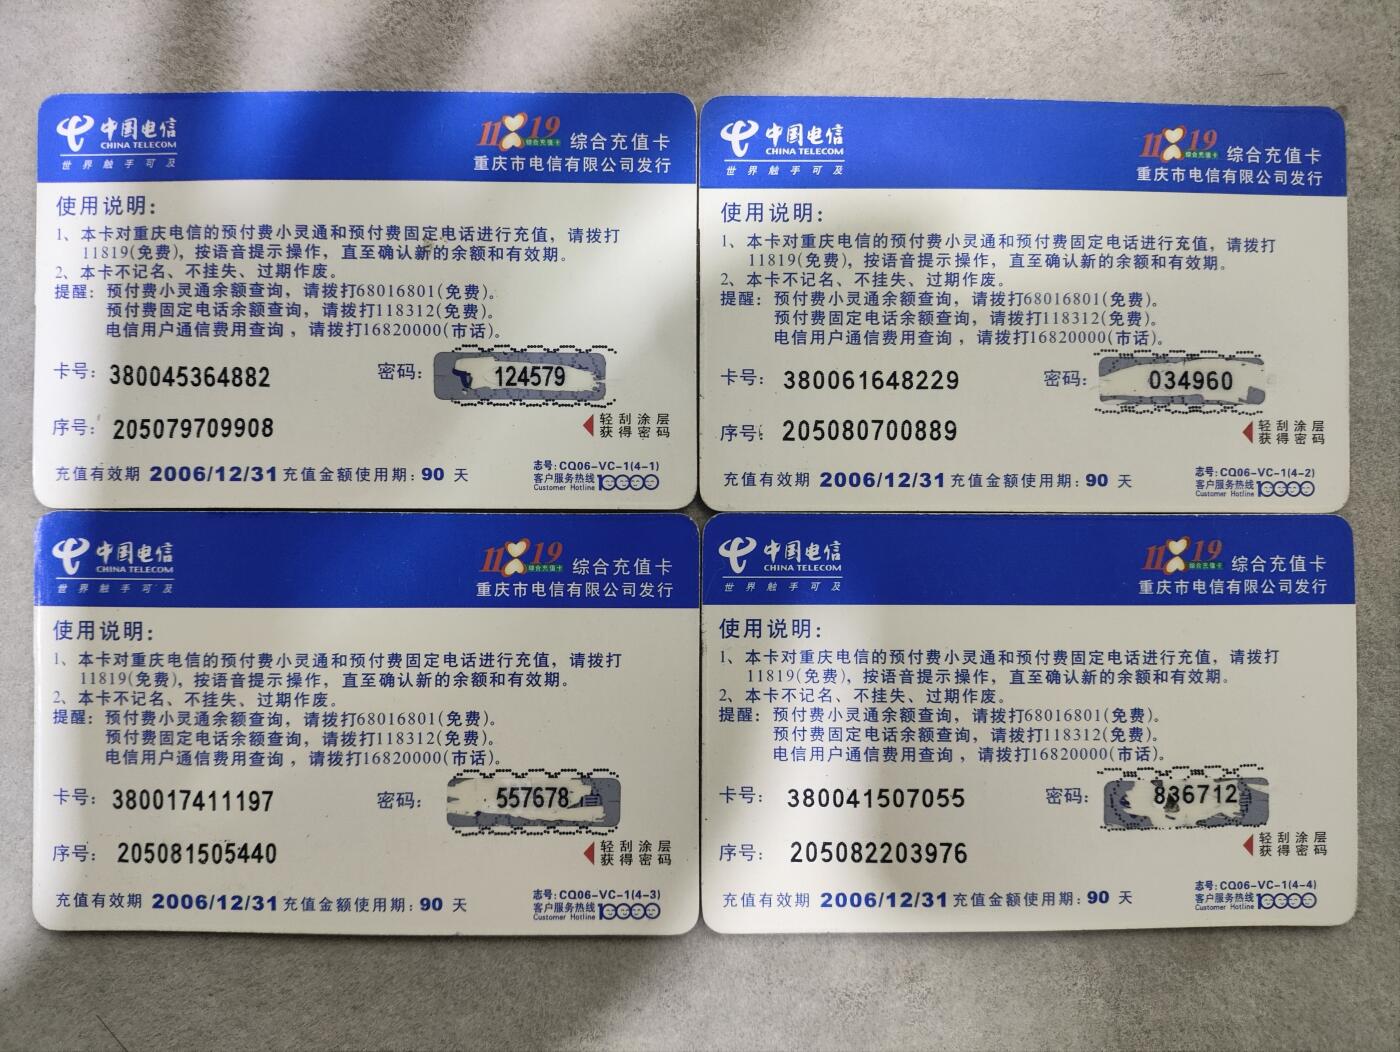 中国电信
CHINA TELECOM
世界触手可及
11819 综合充值卡
综合充值卡
重庆市电信有限公司发行
使用说明:
1、本卡对重庆电信的预付费小灵通和预付费固定电话进行充值，请拨打
11819(免费)，按语音提示操作，直至确认新的余额和有效期。
2、本卡不记名、不挂失、过期作废。
提醒：预付费小灵通余额查询，请拨打68016801(免费)。
预付费固定电话余额查询，请拨打118312(免费)。
电信用户通信费用查询，请拨打16820000(市话)。
卡号: 380045364882 密码: 124579
序号: 205079709908
轻刮涂层
获得密码
充值有效期 2006/12/31 充值金额使用期: 90 天
志号: CQ06-VC-1(4-1)
客户服务热线 10000
Customer Hotline
中国电信
CHINA TELECOM
世界触手可及
11819 综合充值卡
综合充值卡
重庆市电信有限公司发行
使用说明:
1、本卡对重庆电信的预付费小灵通和预付费固定电话进行充值，请拨打
11819(免费)，按语音提示操作，直至确认新的余额和有效期。
2、本卡不记名、不挂失、过期作废。
提醒：预付费小灵通余额查询，请拨打68016801(免费)。
预付费固定电话余额查询，请拨打118312(免费)。
电信用户通信费用查询，请拨打16820000(市话)。
卡号: 380061648229 密码: 034960
序号: 205080700889
轻刮涂层
获得密码
充值有效期 2006/12/31 充值金额使用期: 90 天
志号: CQ06-VC-1(4-2)
客户服务热线 10000
Customer Hotline
中国电信
CHINA TELECOM
世界触手可及
11819 综合充值卡
综合充值卡
重庆市电信有限公司发行
使用说明:
1、本卡对重庆电信的预付费小灵通和预付费固定电话进行充值，请拨打
11819(免费)，按语音提示操作，直至确认新的余额和有效期。
2、本卡不记名、不挂失、过期作废。
提醒：预付费小灵通余额查询，请拨打68016801(免费)。
预付费固定电话余额查询，请拨打118312(免费)。
电信用户通信费用查询，请拨打16820000(市话)。
卡号: 380017411197 密码: 557678
序号: 205081505440
轻刮涂层
获得密码
充值有效期 2006/12/31 充值金额使用期: 90 天
志号: CQ06-VC-1(4-3)
客户服务热线 10000
Customer Hotline
中国电信
CHINA TELECOM
世界触手可及
11819 综合充值卡
综合充值卡
重庆市电信有限公司发行
使用说明:
1、本卡对重庆电信的预付费小灵通和预付费固定电话进行充值，请拨打
11819(免费)，按语音提示操作，直至确认新的余额和有效期。
2、本卡不记名、不挂失、过期作废。
提醒：预付费小灵通余额查询，请拨打68016801(免费)。
预付费固定电话余额查询，请拨打118312(免费)。
电信用户通信费用查询，请拨打16820000(市话)。
卡号: 380041507055 密码: 836712
序号: 205082203976
轻刮涂层
获得密码
充值有效期 2006/12/31 充值金额使用期: 90 天
志号: CQ06-VC-1(4-4)
客户服务热线 10000
Customer Hotline